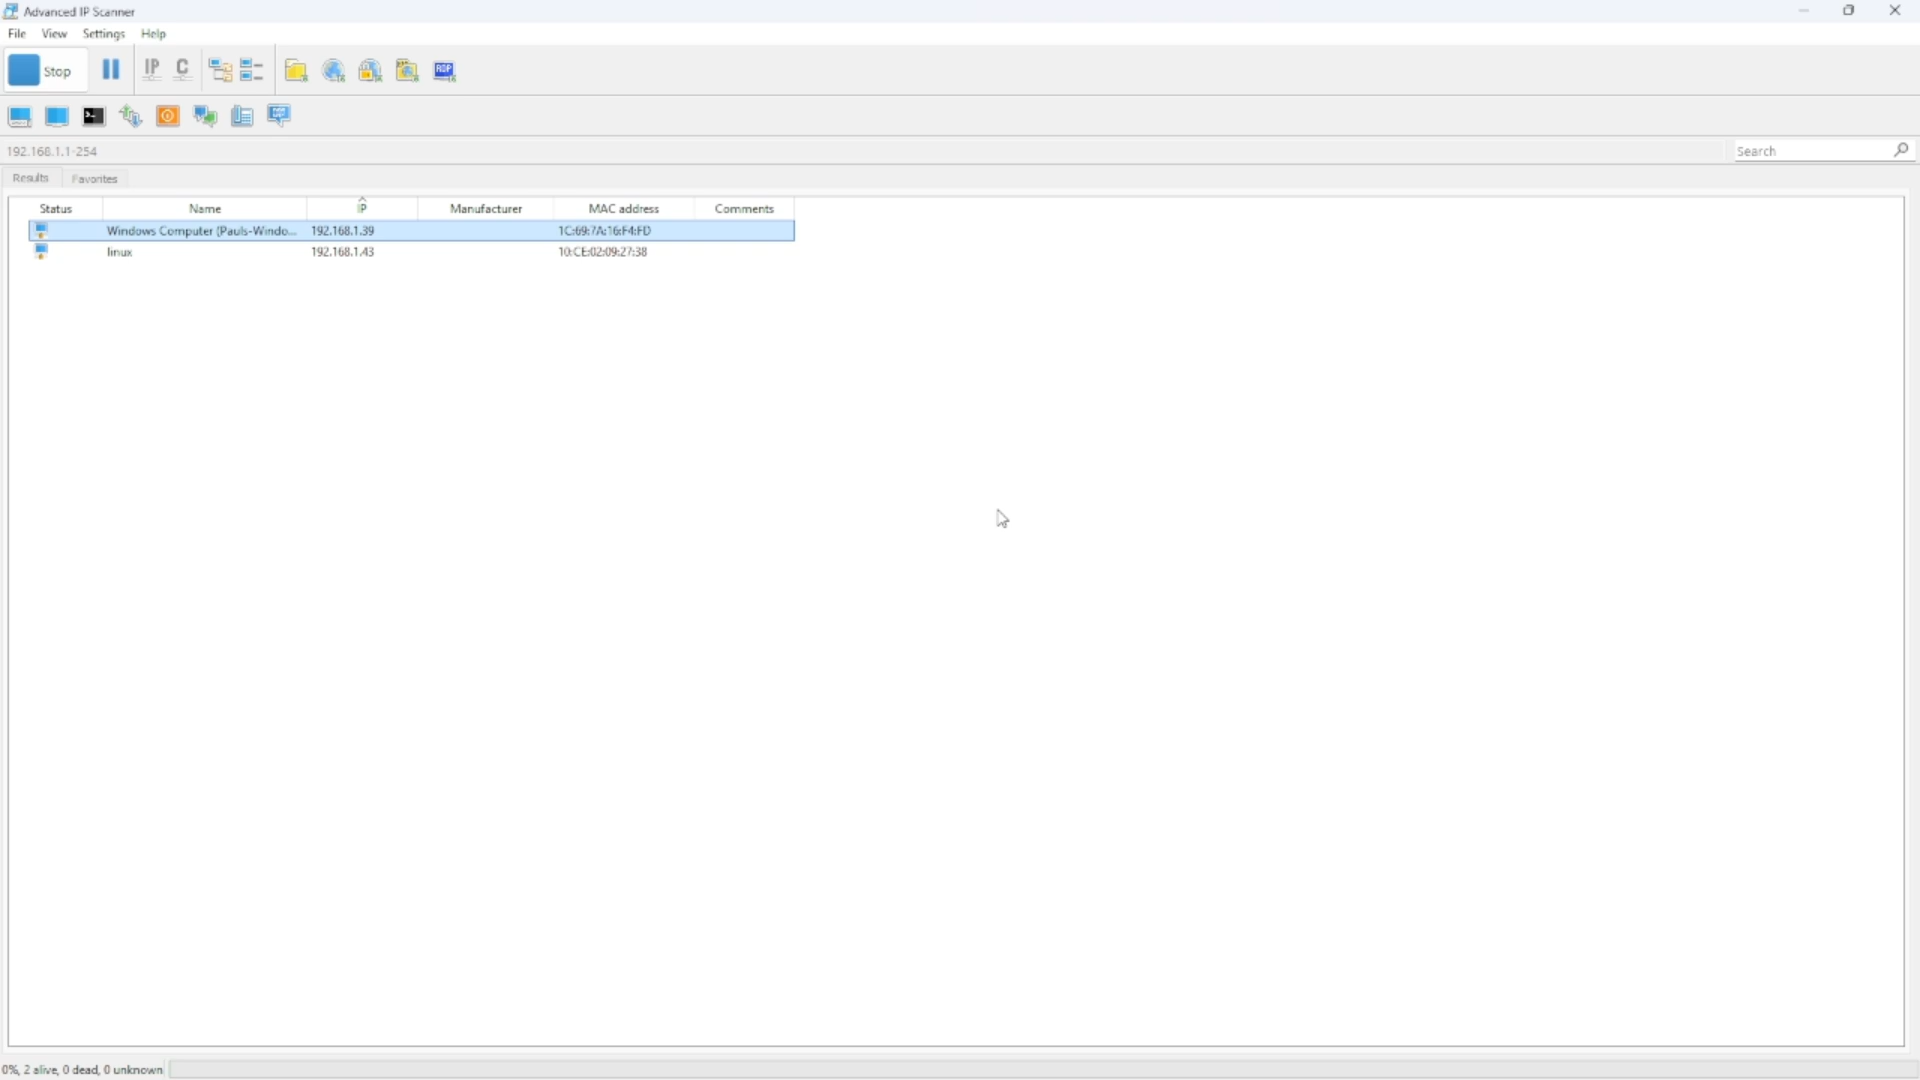 Advanced IP Scanner
File View Settings Help
Stop IP C RDP
192.168.1.1-254 Search
Results Favorites
Status Name IP Manufacturer MAC address Comments
Windows Computer (Pauls-Windo... 192.168.1.39 1C:69:7A:16:F4:FD
linux 192.168.1.43 10:CE:02:09:27:38
0%, 2 alive, 0 dead, 0 unknown